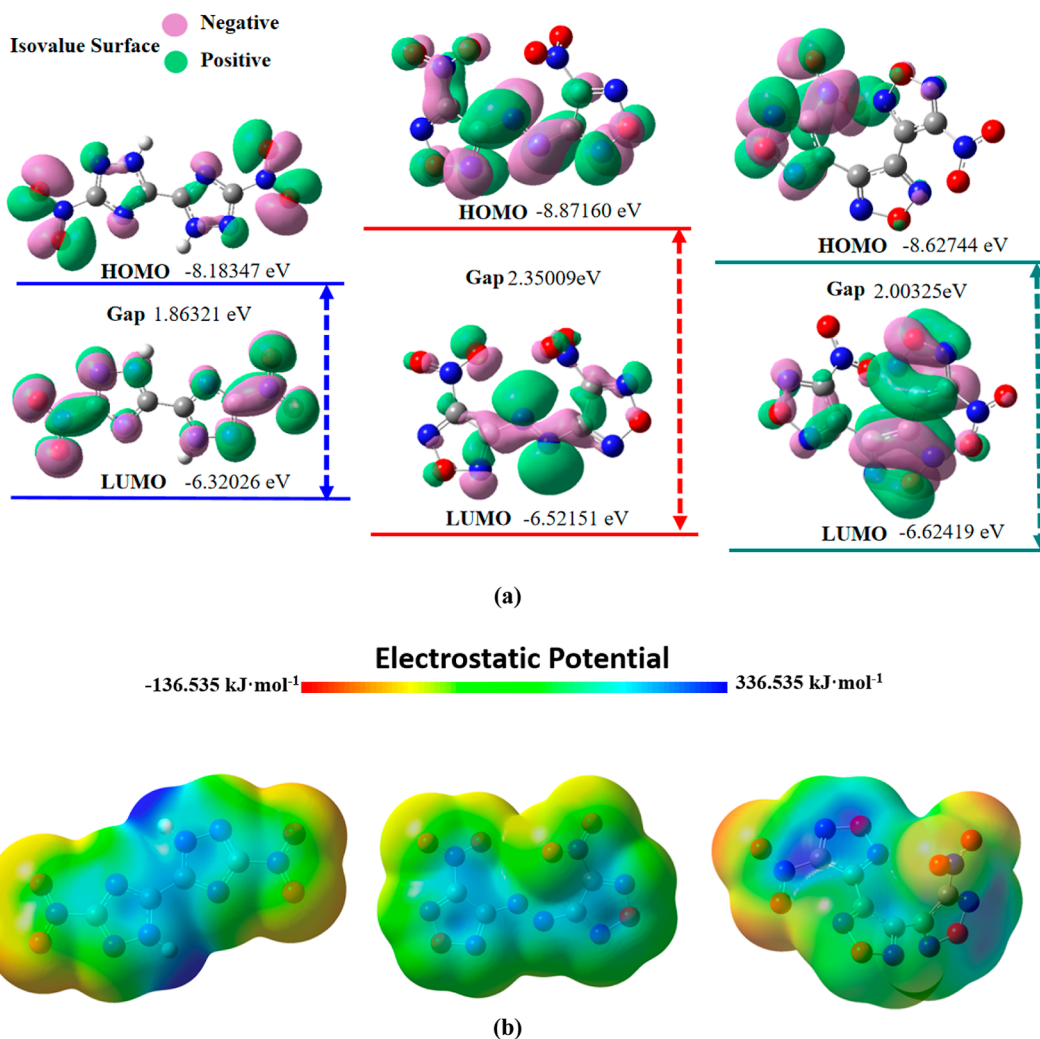 Isovalue Surface
Negative
Positive
HOMO -8.18347 eV
Gap 1.86321 eV
LUMO -6.32026 eV
HOMO -8.87160 eV
Gap 2.35009eV
LUMO -6.52151 eV
HOMO -8.62744 eV
Gap 2.00325eV
LUMO -6.62419 eV
(a)
Electrostatic Potential
-136.535 kJ·mol-1
336.535 kJ·mol-1
(b)